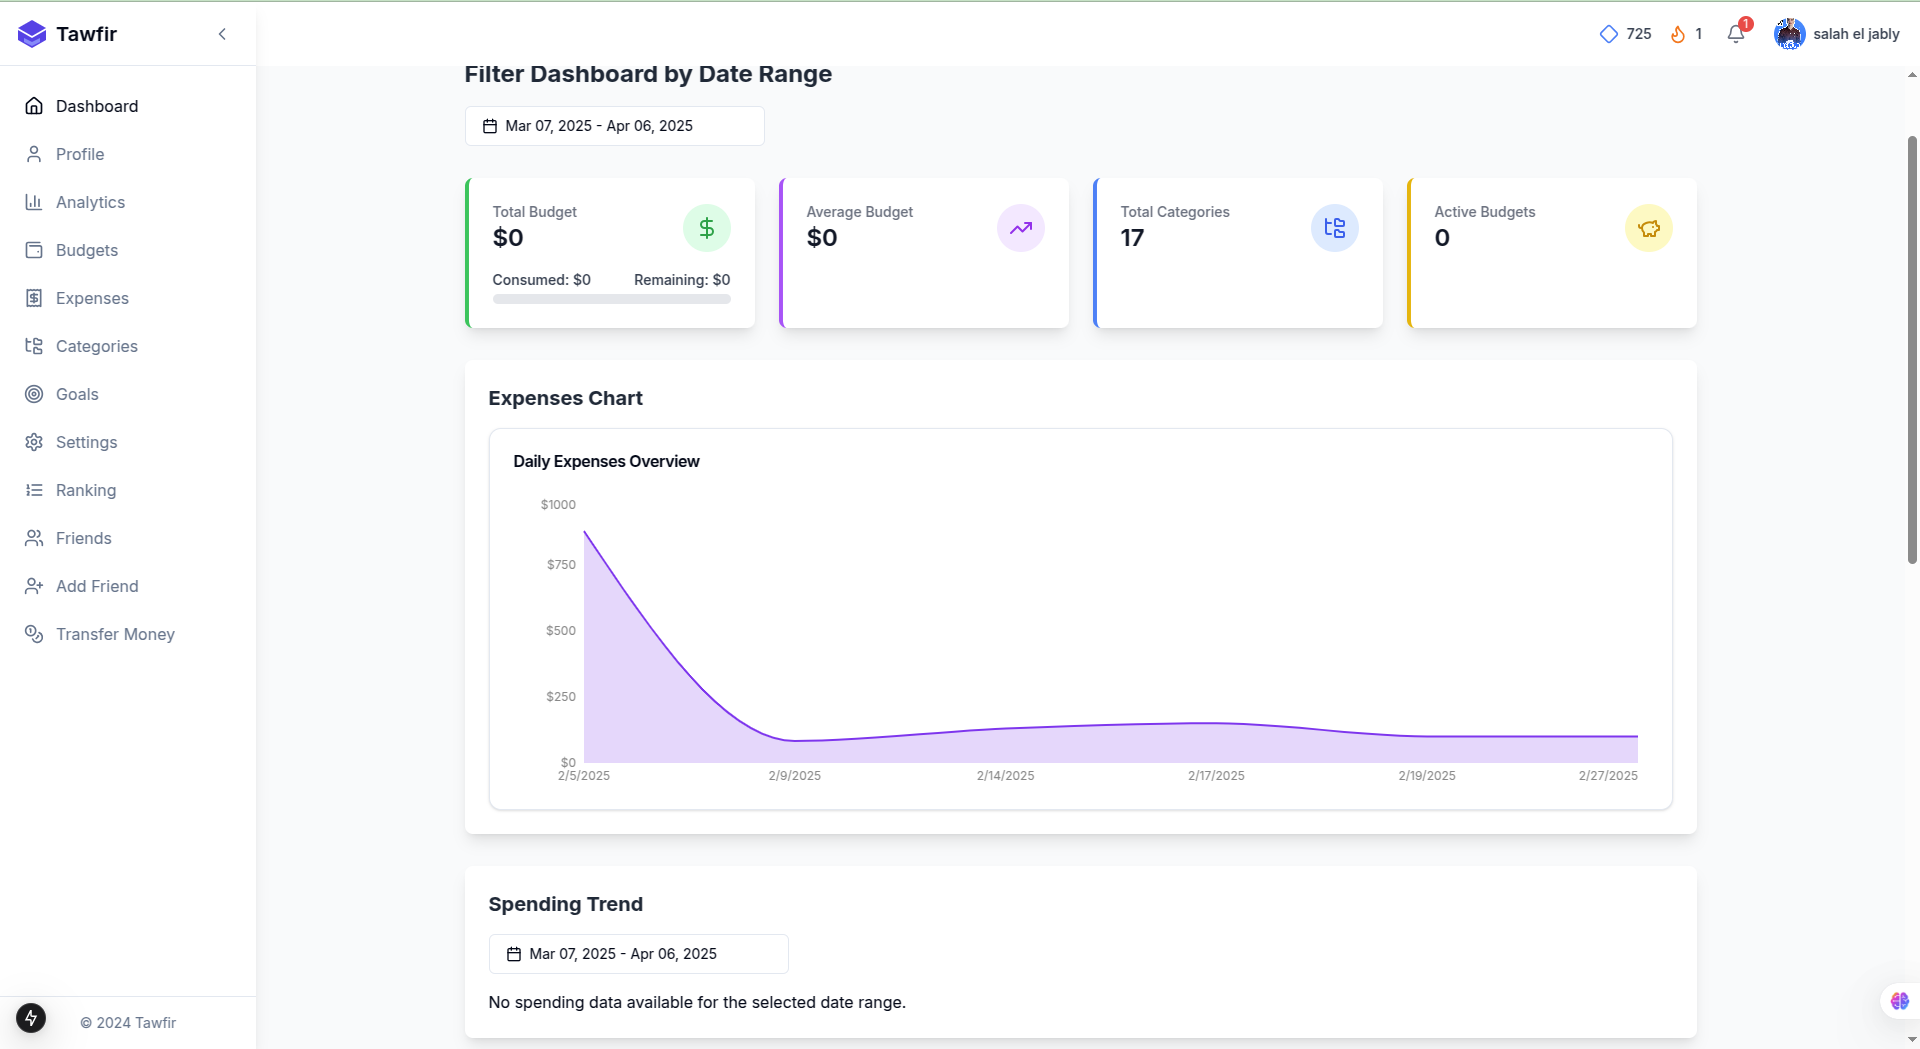 Tawfir
725
1
1
salah el jably
Dashboard
Profile
Analytics
Budgets
Expenses
Categories
Goals
Settings
Ranking
Friends
Add Friend
Transfer Money
© 2024 Tawfir
Filter Dashboard by Date Range
Mar 07, 2025 - Apr 06, 2025
Total Budget
$0
Consumed: $0 Remaining: $0
Average Budget
$0
Total Categories
17
Active Budgets
0
Expenses Chart
Daily Expenses Overview
$1000
$750
$500
$250
$0
2/5/2025 2/9/2025 2/14/2025 2/17/2025 2/19/2025 2/27/2025
Spending Trend
Mar 07, 2025 - Apr 06, 2025
No spending data available for the selected date range.